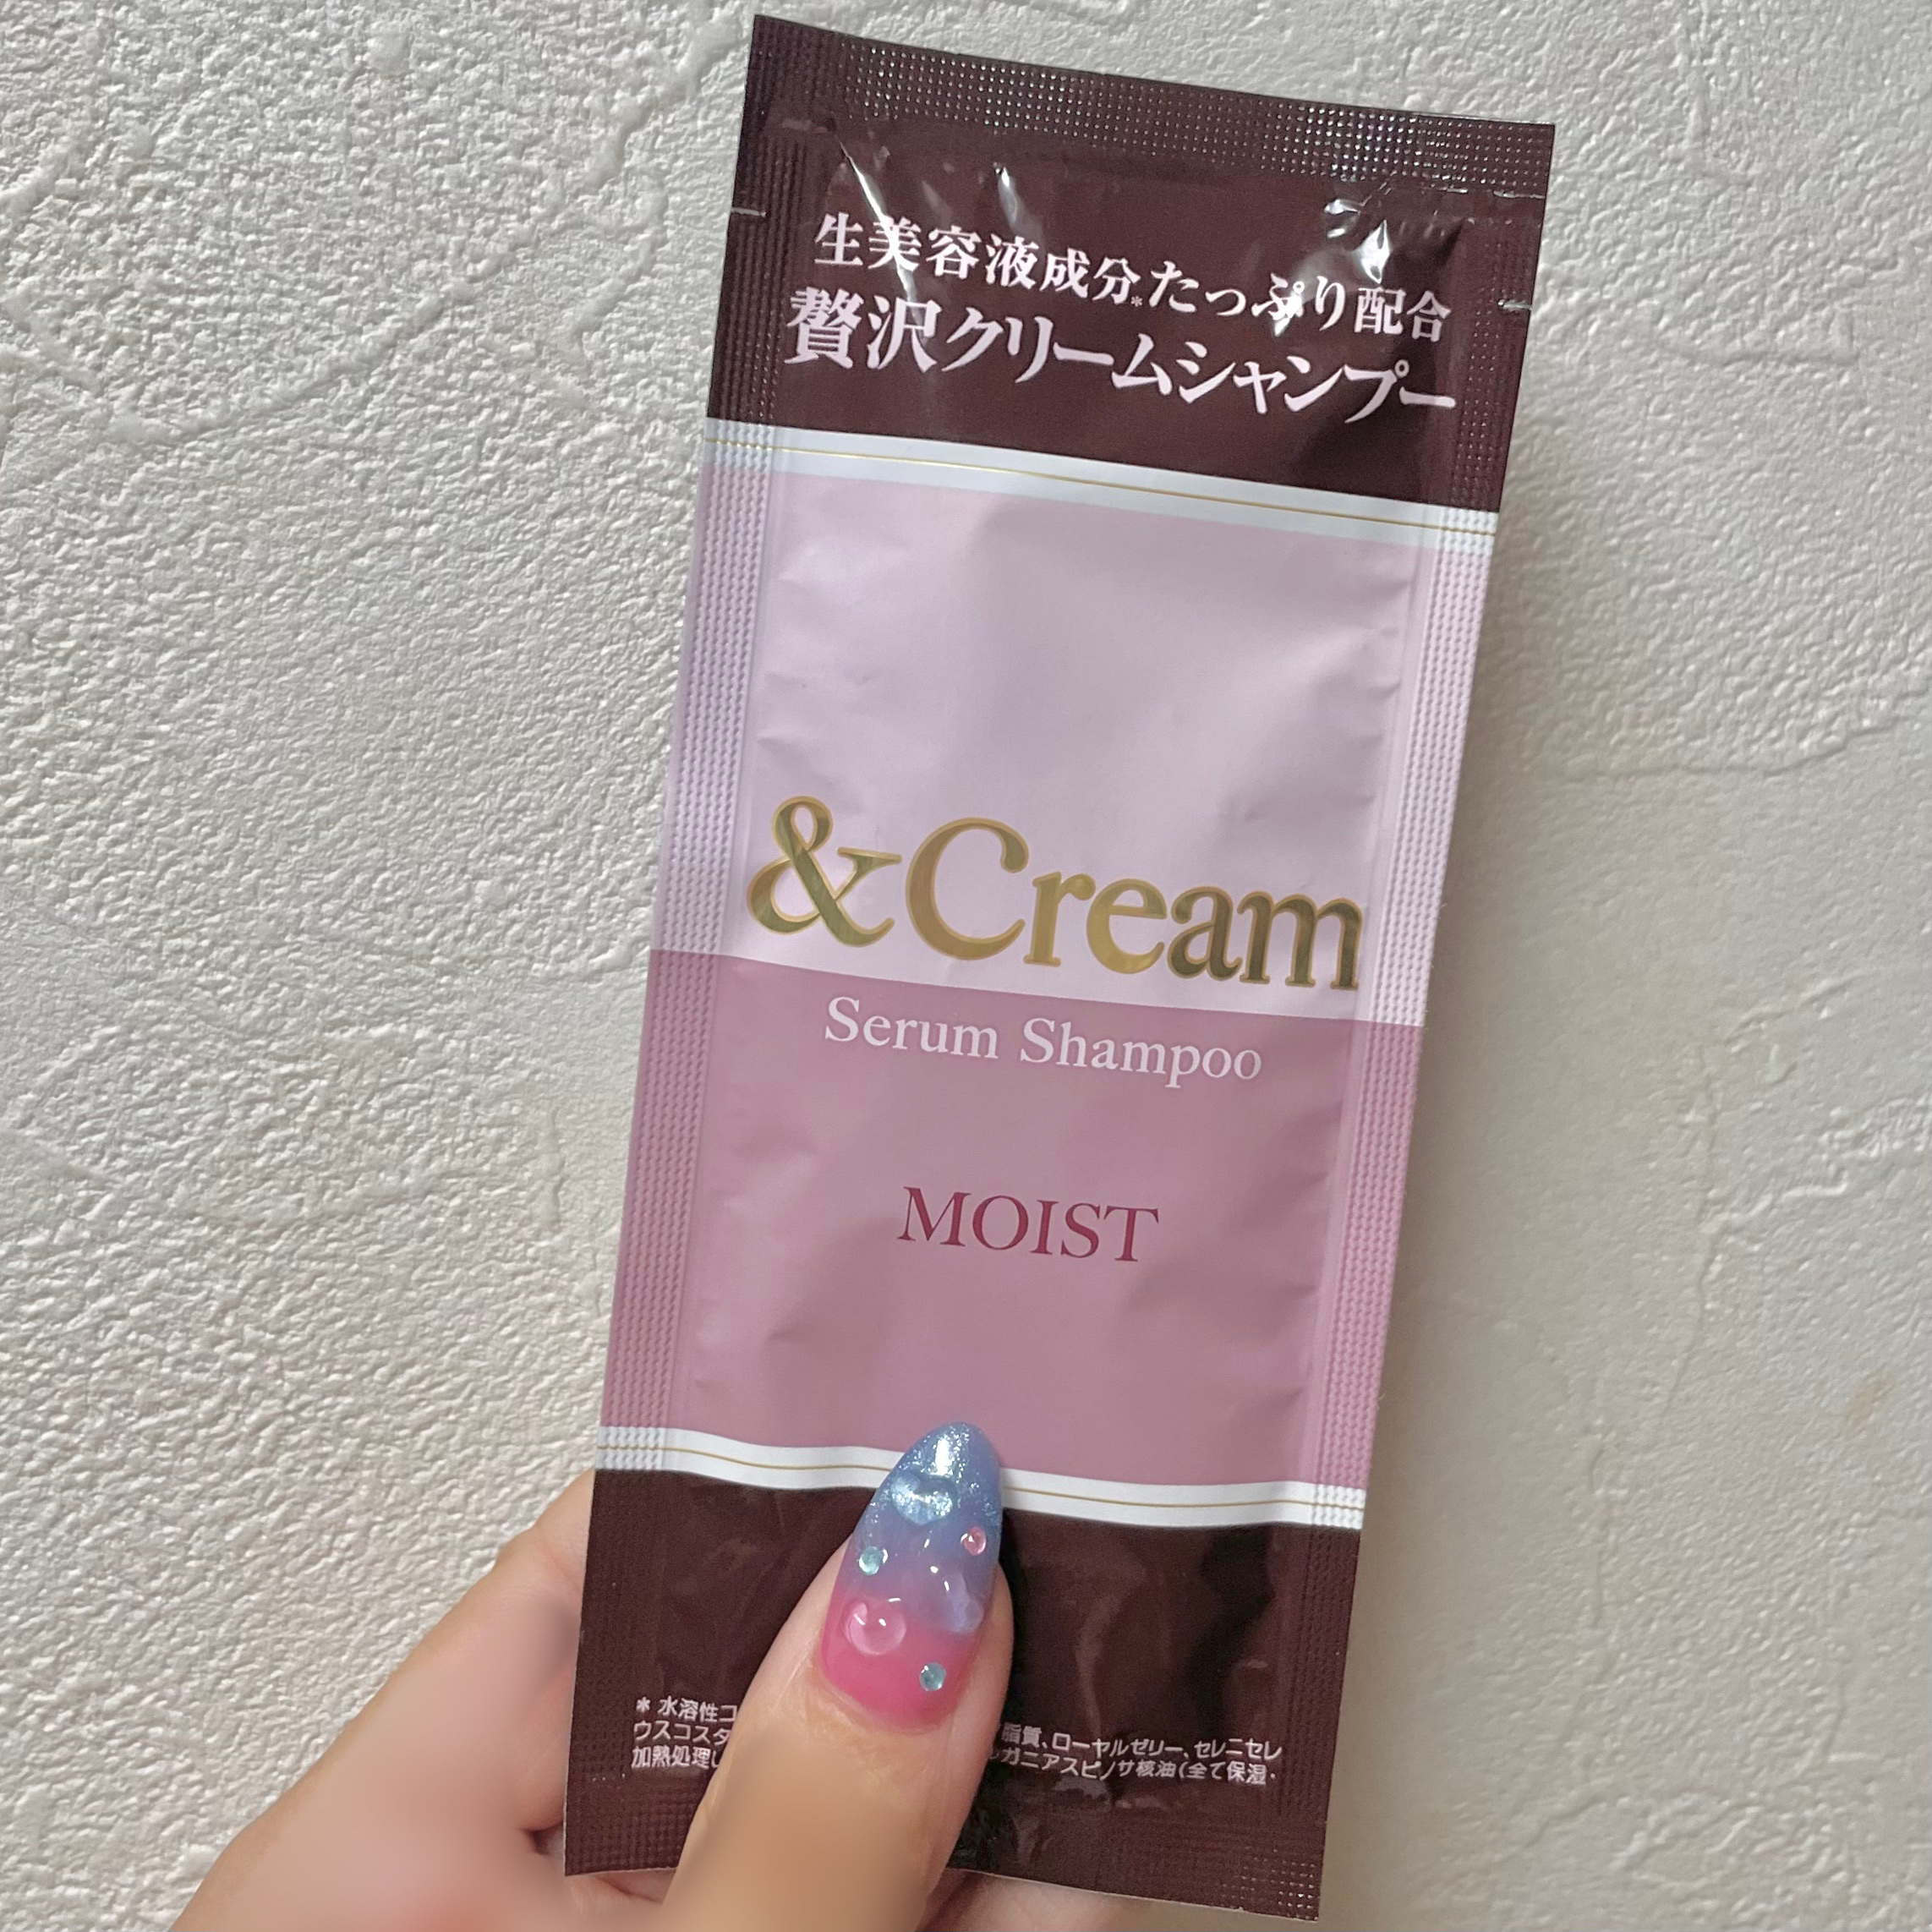 生美容液成分*たっぷり配合
贅沢クリームシャンプー
&Cream
Serum Shampoo
MOIST
* 水溶性コ 脂質、ローヤルゼリー、セレニセレ
ウスコスタ ガニアスピノサ核油(全て保湿・
加熱処理し